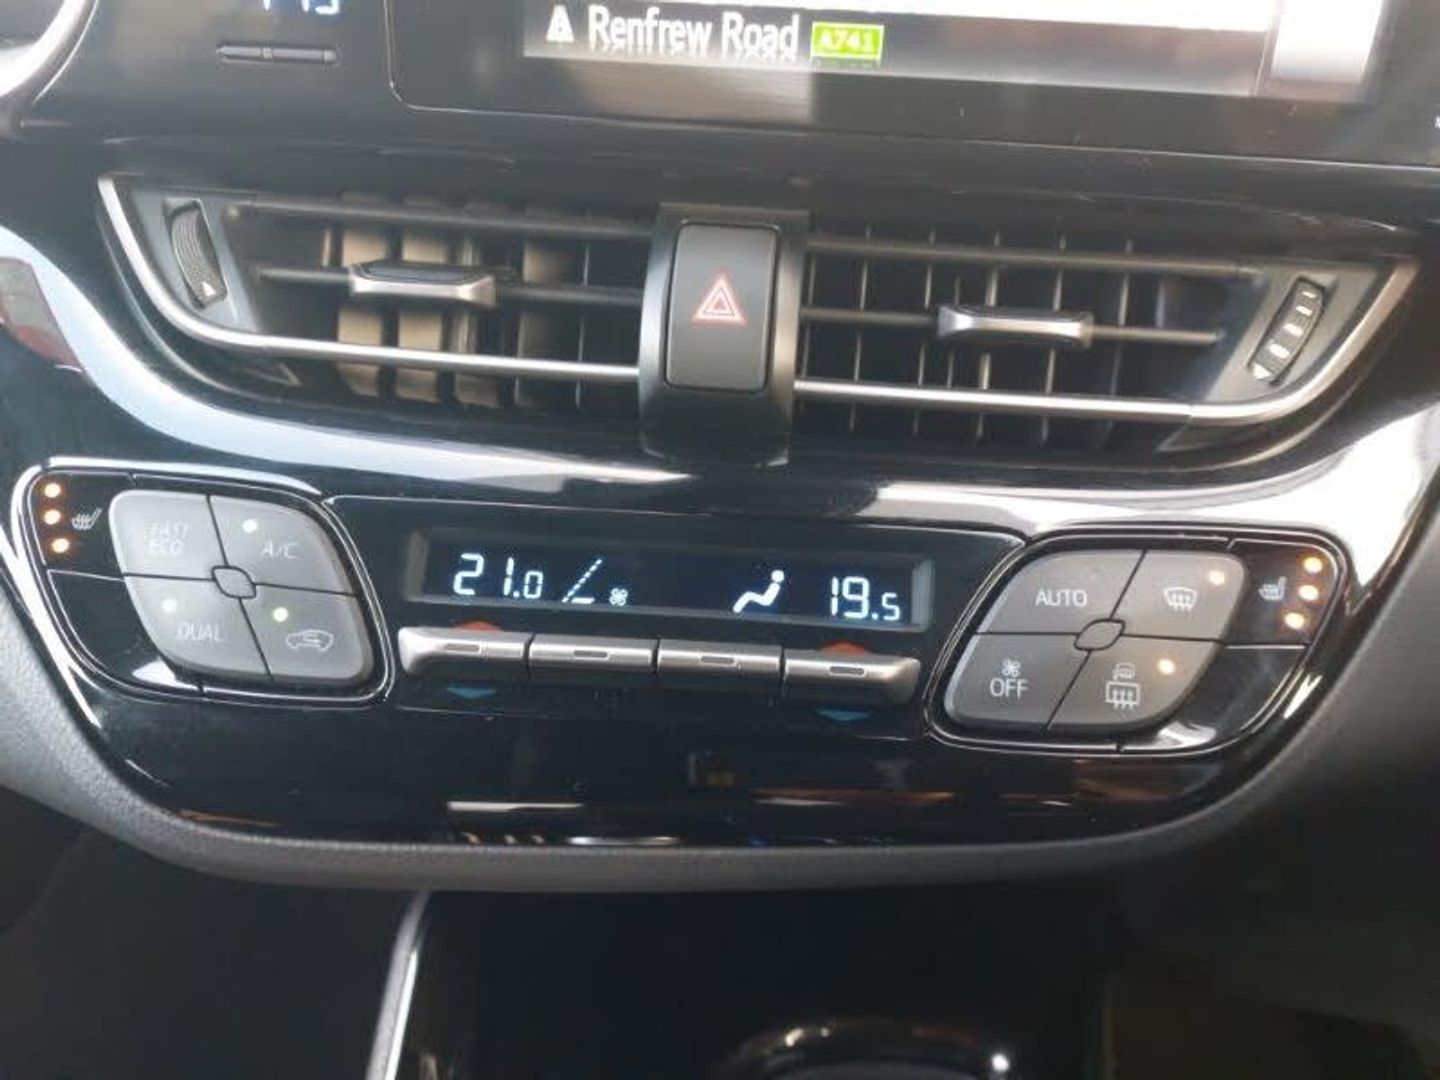 Renfrew Road A741
FAST
ECO
A/C
DUAL
21.0
19.5
AUTO
OFF